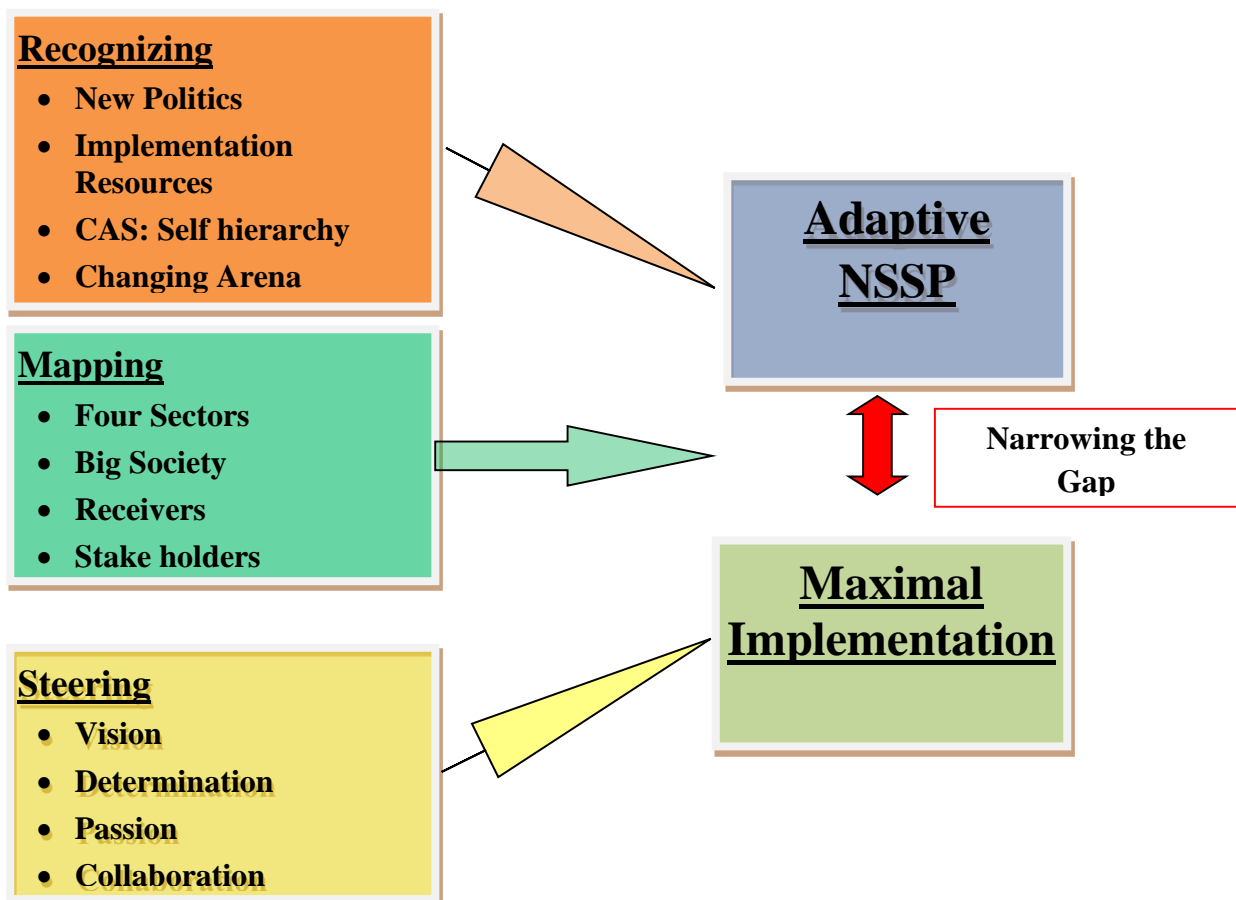 Recognizing
• New Politics
• Implementation
Resources
• CAS: Self hierarchy
• Changing Arena
Mapping
• Four Sectors
• Big Society
• Receivers
• Stake holders
Steering
• Vision
• Determination
• Passion
• Collaboration
Adaptive
NSSP
Narrowing the
Gap
Maximal
Implementation